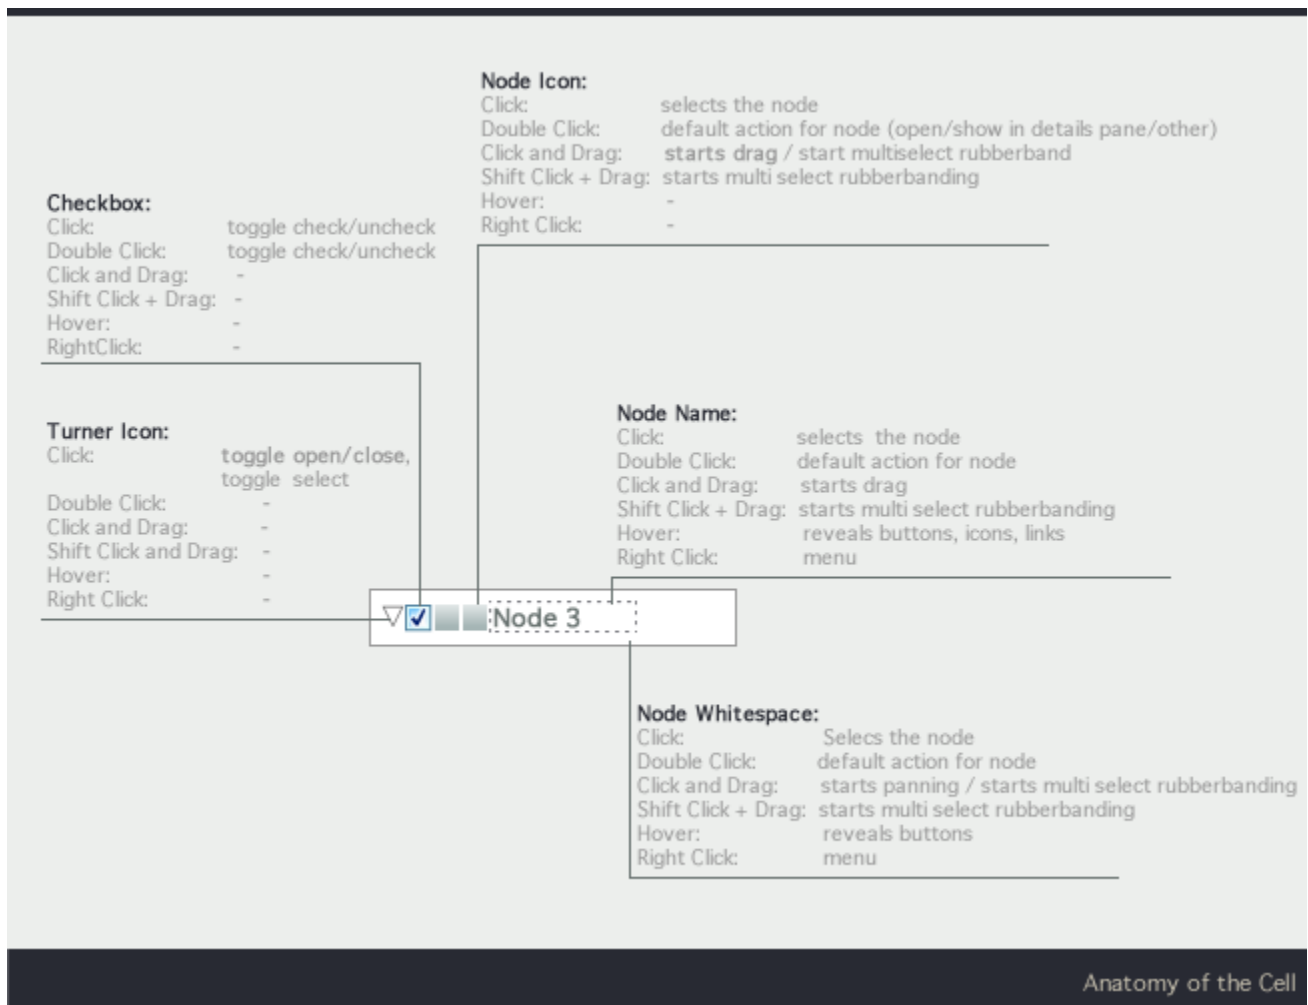 Node Icon:
Click: selects the node
Double Click: default action for node (open/show in details pane/other)
Click and Drag: starts drag / start multiselect rubberband
Shift Click + Drag: starts multi select rubberbanding
Hover: -
Right Click: -
Checkbox:
Click: toggle check/uncheck
Double Click: toggle check/uncheck
Click and Drag: -
Shift Click + Drag: -
Hover: -
RightClick: -
Turner Icon:
Click: toggle open/close,
toggle select
Double Click: -
Click and Drag: -
Shift Click and Drag: -
Hover: -
Right Click: -
Node Name:
Click: selects the node
Double Click: default action for node
Click and Drag: starts drag
Shift Click + Drag: starts multi select rubberbanding
Hover: reveals buttons, icons, links
Right Click: menu
Node 3
Node Whitespace:
Click: Selecs the node
Double Click: default action for node
Click and Drag: starts panning / starts multi select rubberbanding
Shift Click + Drag: starts multi select rubberbanding
Hover: reveals buttons
Right Click: menu
Anatomy of the Cell